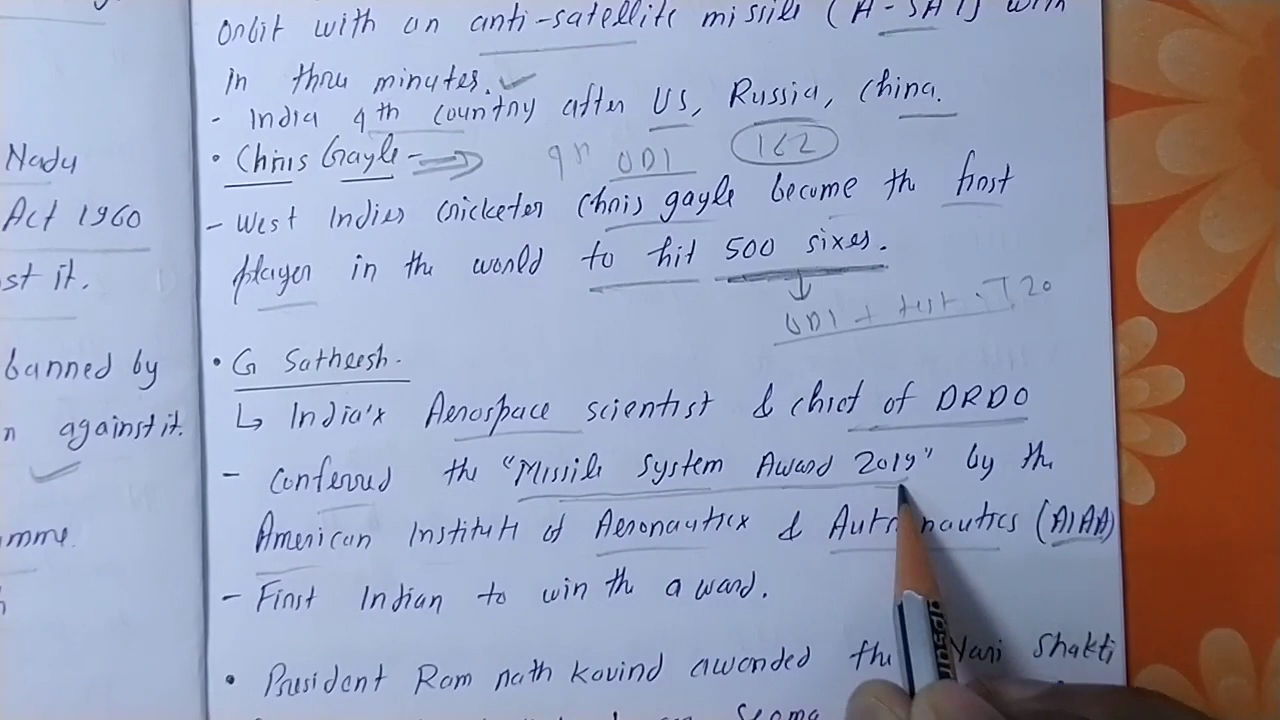 Nadu
Act 1960
st it.
banned by
n against it.
mme.
orbit with an anti-satellite missile (A-SAT) with
in three minutes.
- India 4th country after US, Russia, China.
• Chris Gayle - ODI 162
- West Indies cricketer Chris gayle become the first
player in the world to hit 500 sixes.
ODI + test + T20
• G Satheesh.
↳ India's Aerospace scientist & chief of DRDO
- Conferred the "Missile System Award 2019" by the
American Institute of Aeronautics & Autronautics (AIAA)
- First Indian to win the award.
• President Ram nath Kovind awarded the Nari Shakti